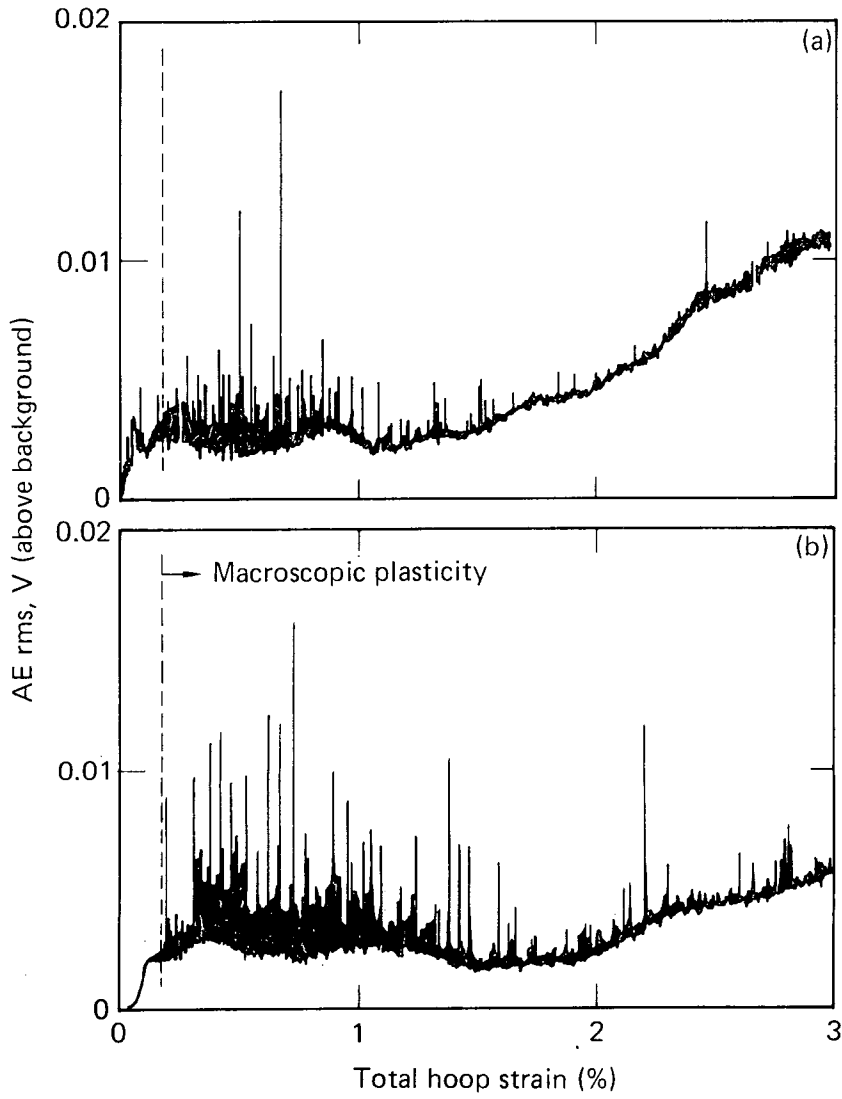 0.02
(a)
0.01
0
AE rms, V (above background)
0.02
(b)
Macroscopic plasticity
0.01
0
0
1
2
3
Total hoop strain (%)